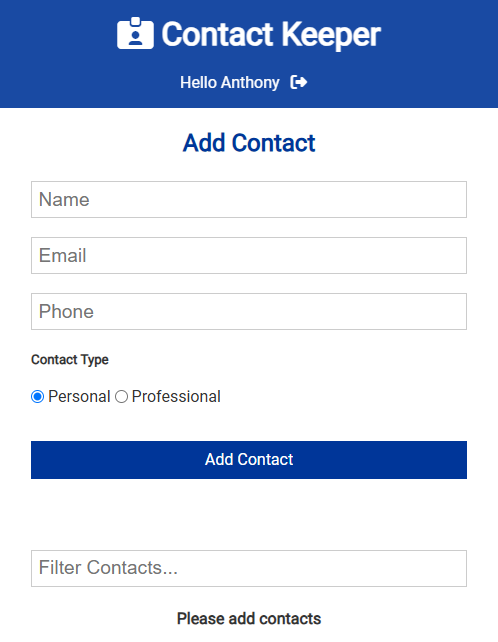 Contact Keeper
Hello Anthony
Add Contact
Name
Email
Phone
Contact Type
Personal Professional
Add Contact
Filter Contacts...
Please add contacts